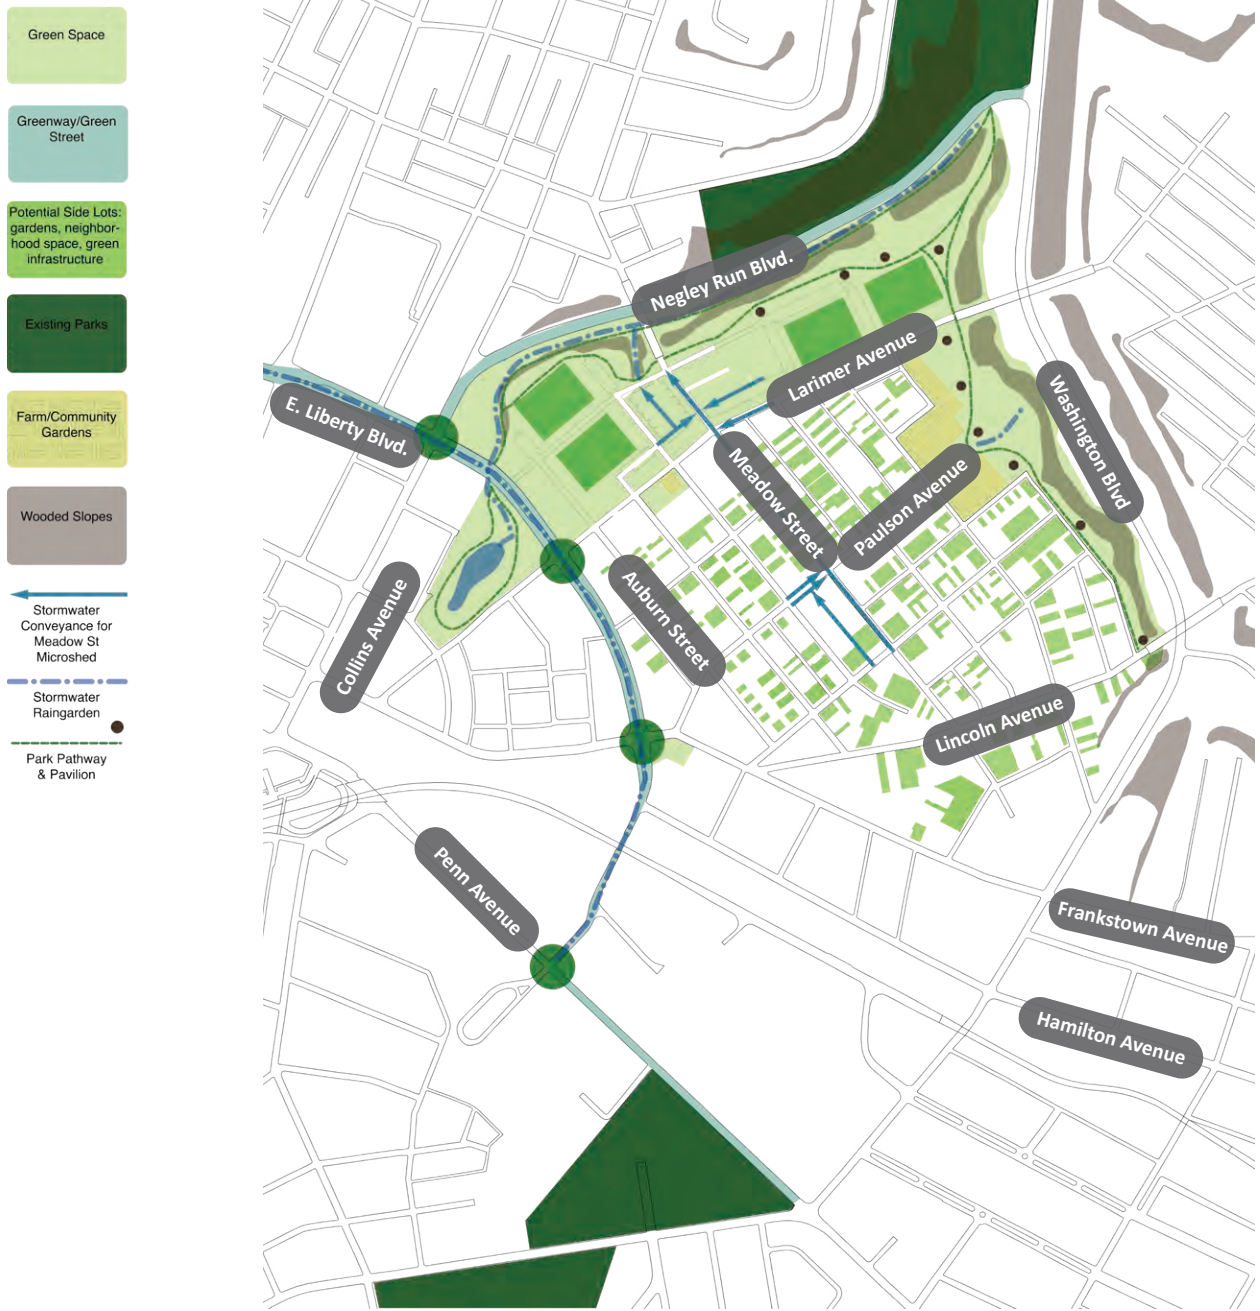 Green Space
Greenway/Green
Street
Potential Side Lots:
gardens, neighbor-
hood space, green
infrastructure
Existing Parks
Farm/Community
Gardens
Wooded Slopes
Stormwater
Conveyance for
Meadow St
Microshed
Stormwater
Raingarden
Park Pathway
& Pavilion
Negley Run Blvd.
Larimer Avenue
E. Liberty Blvd.
Washington Blvd
Meadow Street
Paulson Avenue
Collins Avenue
Auburn Street
Lincoln Avenue
Penn Avenue
Frankstown Avenue
Hamilton Avenue